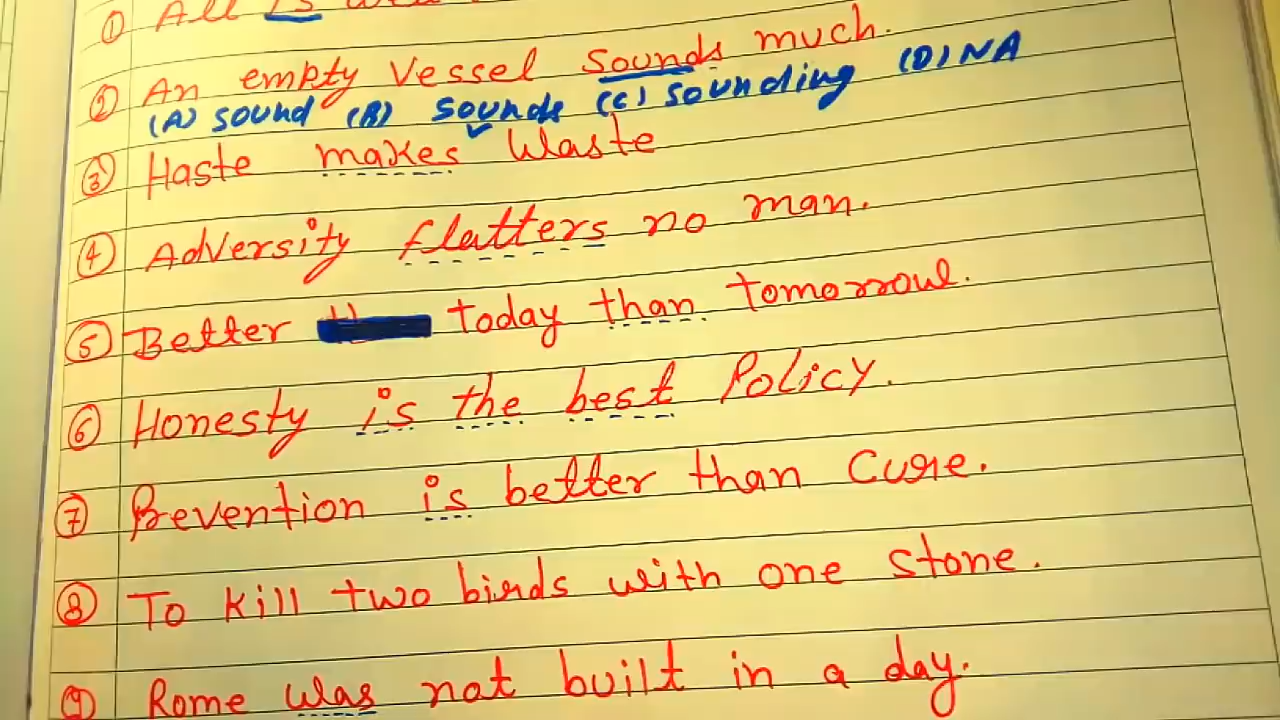 ① All is
② An empty Vessel sounds much.
(A) sound (B) sounds (C) sounding (D) NA
③ Haste makes Waste
④ Adversity flatters no man.
⑤ Better today than tomorrow.
⑥ Honesty is the best Policy.
⑦ Prevention is better than Cure.
⑧ To kill two birds with one stone.
⑨ Rome was not built in a day.